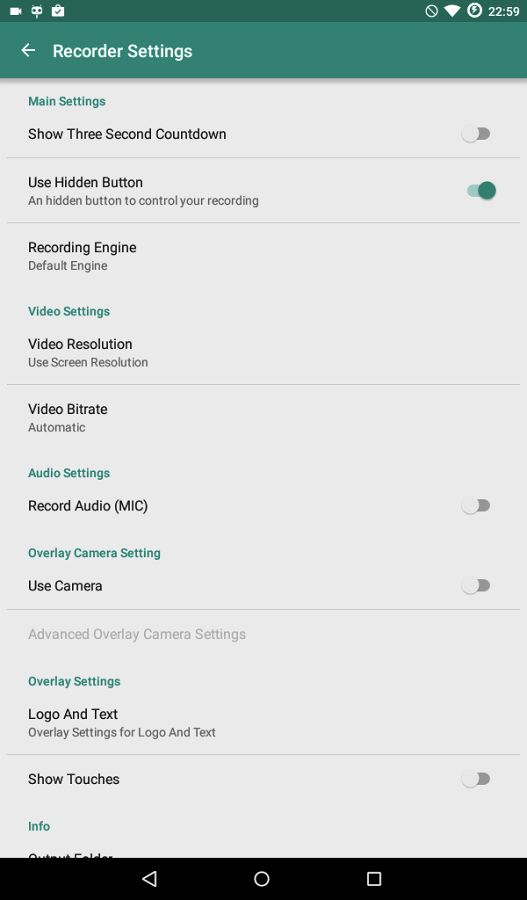 22:59
Recorder Settings
Main Settings
Show Three Second Countdown
Use Hidden Button
An hidden button to control your recording
Recording Engine
Default Engine
Video Settings
Video Resolution
Use Screen Resolution
Video Bitrate
Automatic
Audio Settings
Record Audio (MIC)
Overlay Camera Setting
Use Camera
Advanced Overlay Camera Settings
Overlay Settings
Logo And Text
Overlay Settings for Logo And Text
Show Touches
Info
Output Folder